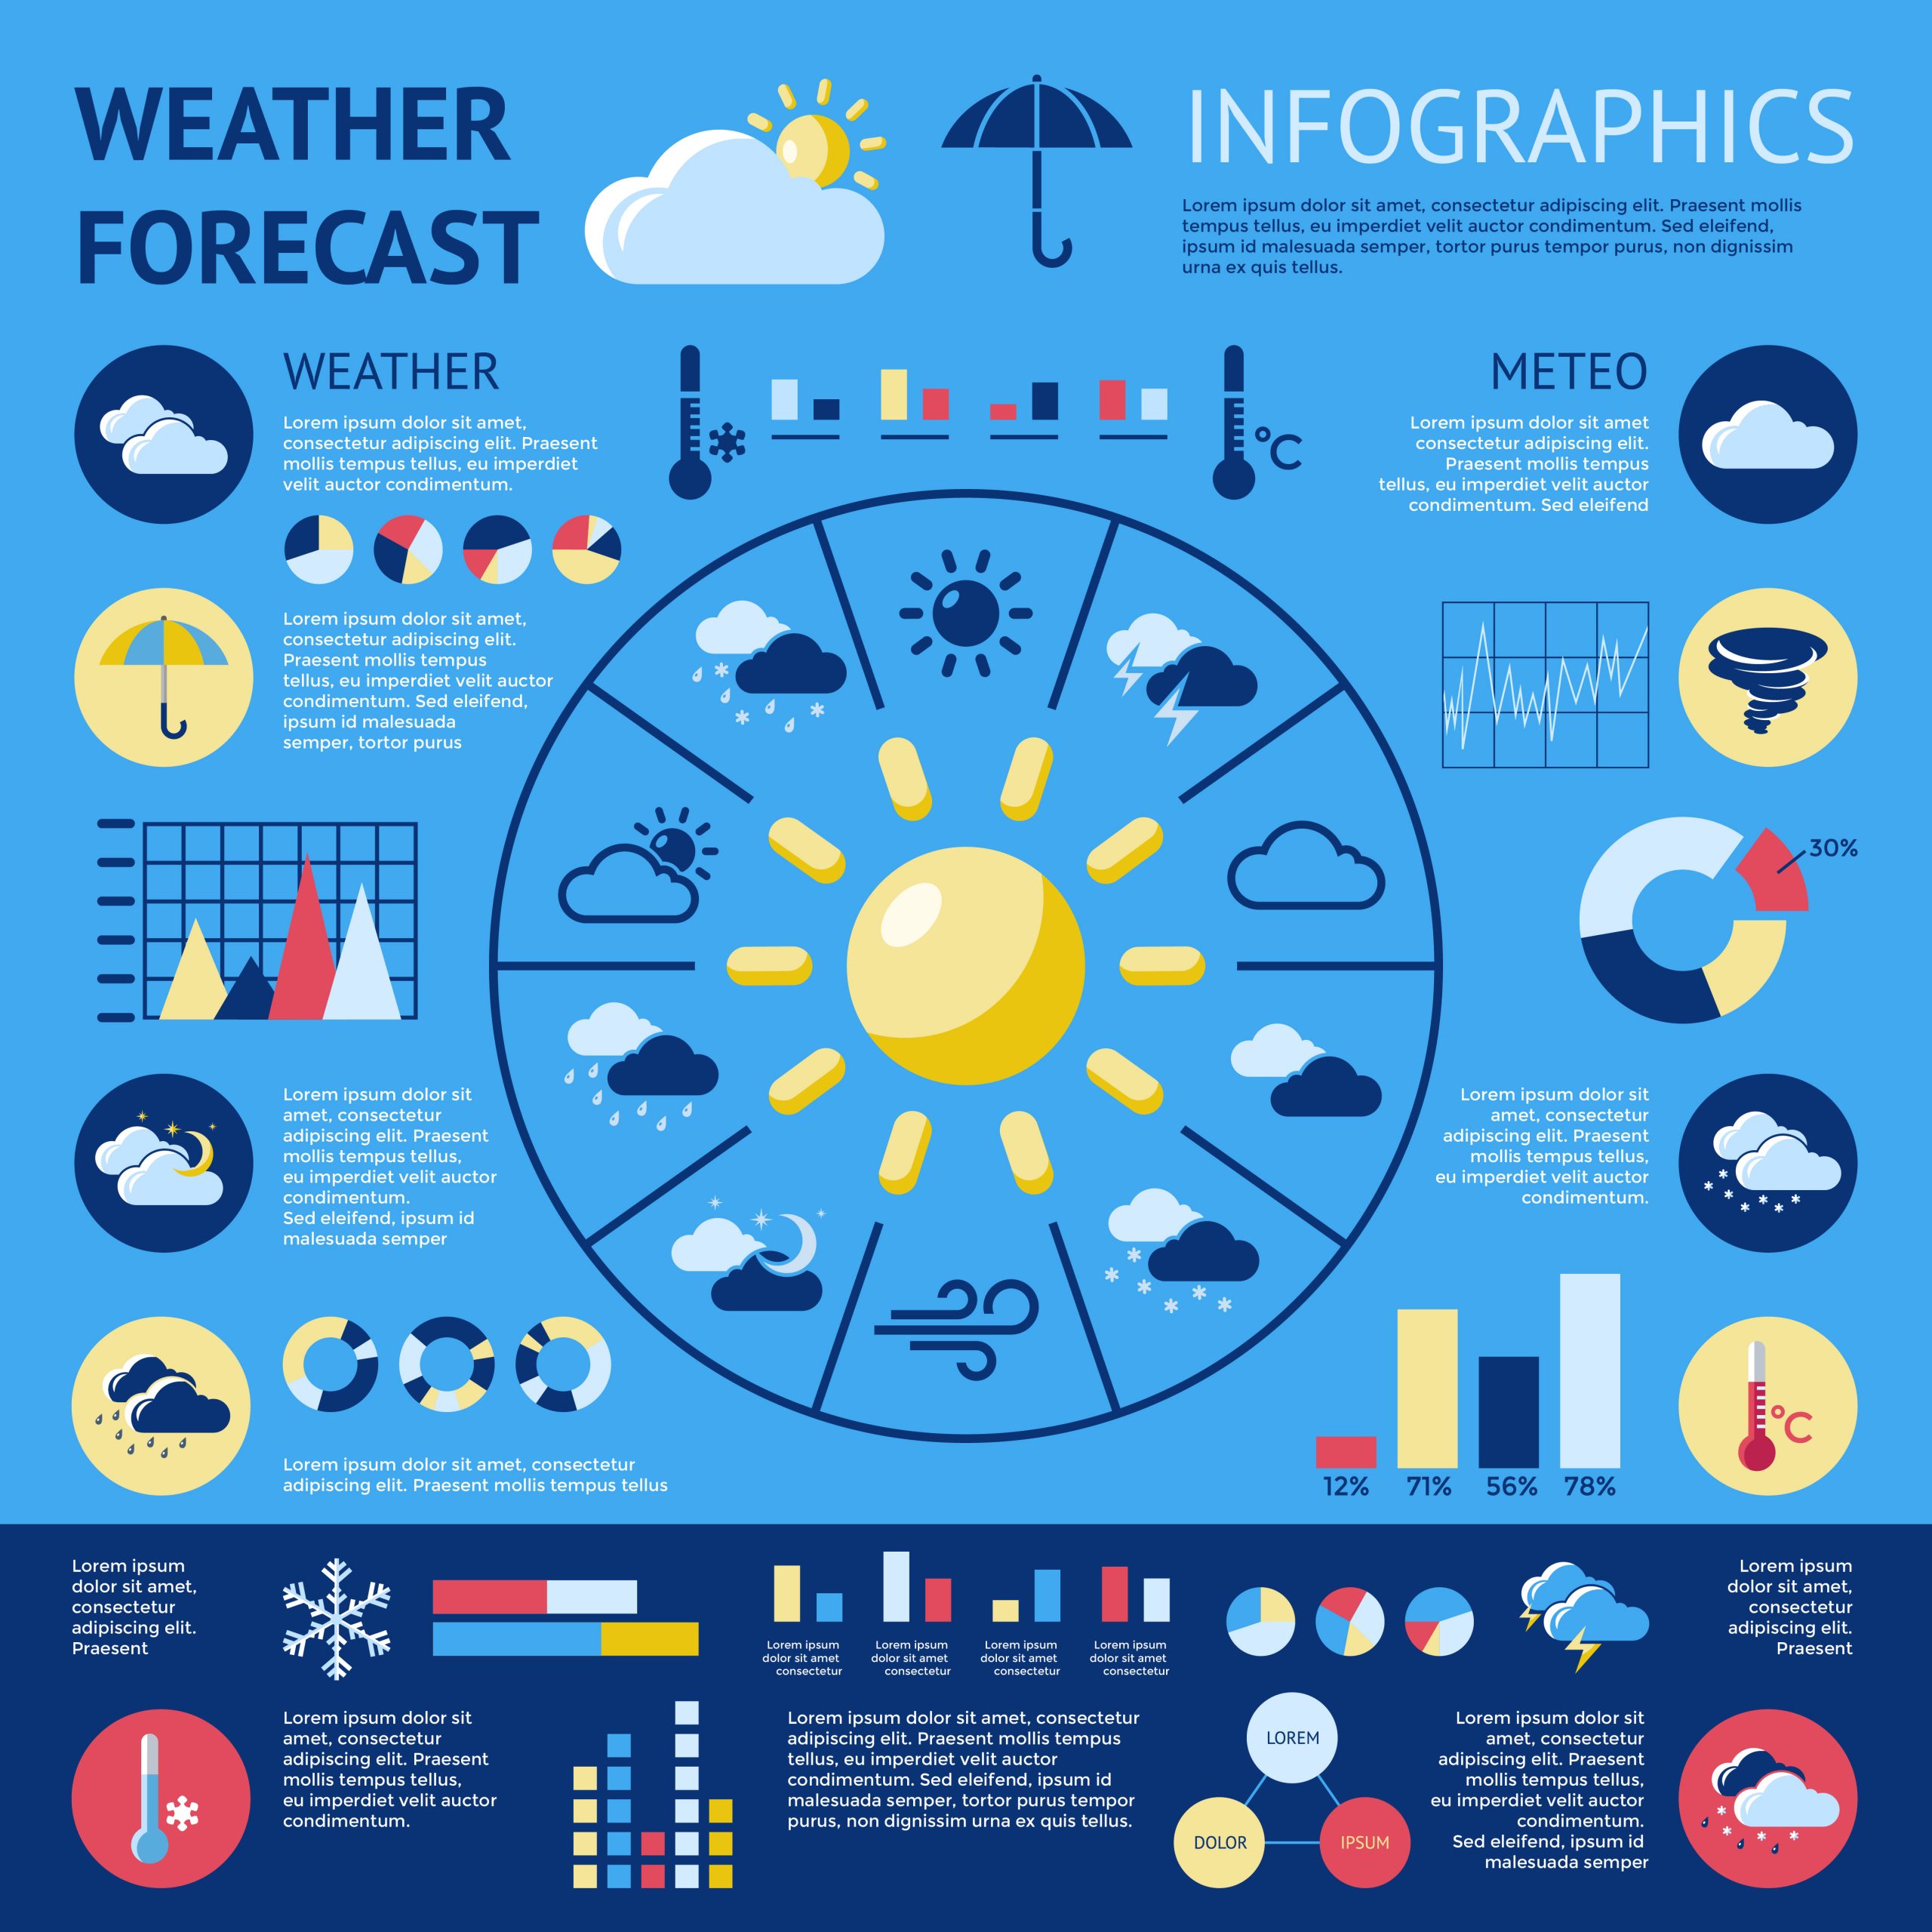 WEATHER
FORECAST
INFOGRAPHICS
Lorem ipsum dolor sit amet, consectetur adipiscing elit. Praesent mollis
tempus tellus, eu imperdiet velit auctor condimentum. Sed eleifend,
ipsum id malesuada semper, tortor purus tempor purus, non dignissim
urna ex quis tellus.
WEATHER
Lorem ipsum dolor sit amet,
consectetur adipiscing elit. Praesent
mollis tempus tellus, eu imperdiet
velit auctor condimentum.
°C
METEO
Lorem ipsum dolor sit amet
consectetur adipiscing elit.
Praesent mollis tempus
tellus, eu imperdiet velit auctor
condimentum. Sed eleifend
Lorem ipsum dolor sit amet,
consectetur adipiscing elit.
Praesent mollis tempus
tellus, eu imperdiet velit auctor
condimentum. Sed eleifend,
ipsum id malesuada
semper, tortor purus
30%
Lorem ipsum dolor sit
amet, consectetur
adipiscing elit. Praesent
mollis tempus tellus,
eu imperdiet velit auctor
condimentum.
Sed eleifend, ipsum id
malesuada semper
Lorem ipsum dolor sit
amet, consectetur
adipiscing elit. Praesent
mollis tempus tellus,
eu imperdiet velit auctor
condimentum.
Lorem ipsum dolor sit amet, consectetur
adipiscing elit. Praesent mollis tempus tellus
12% 71% 56% 78%
°C
Lorem ipsum
dolor sit amet,
consectetur
adipiscing elit.
Praesent
Lorem ipsum
dolor sit amet
consectetur
Lorem ipsum
dolor sit amet
consectetur
Lorem ipsum
dolor sit amet
consectetur
Lorem ipsum
dolor sit amet
consectetur
Lorem ipsum
dolor sit amet,
consectetur
adipiscing elit.
Praesent
Lorem ipsum dolor sit
amet, consectetur
adipiscing elit. Praesent
mollis tempus tellus,
eu imperdiet velit auctor
condimentum.
Lorem ipsum dolor sit amet, consectetur
adipiscing elit. Praesent mollis tempus
tellus, eu imperdiet velit auctor
condimentum. Sed eleifend, ipsum id
malesuada semper, tortor purus tempor
purus, non dignissim urna ex quis tellus.
LOREM
DOLOR
IPSUM
Lorem ipsum dolor sit
amet, consectetur
adipiscing elit. Praesent
mollis tempus tellus,
eu imperdiet velit auctor
condimentum.
Sed eleifend, ipsum id
malesuada semper